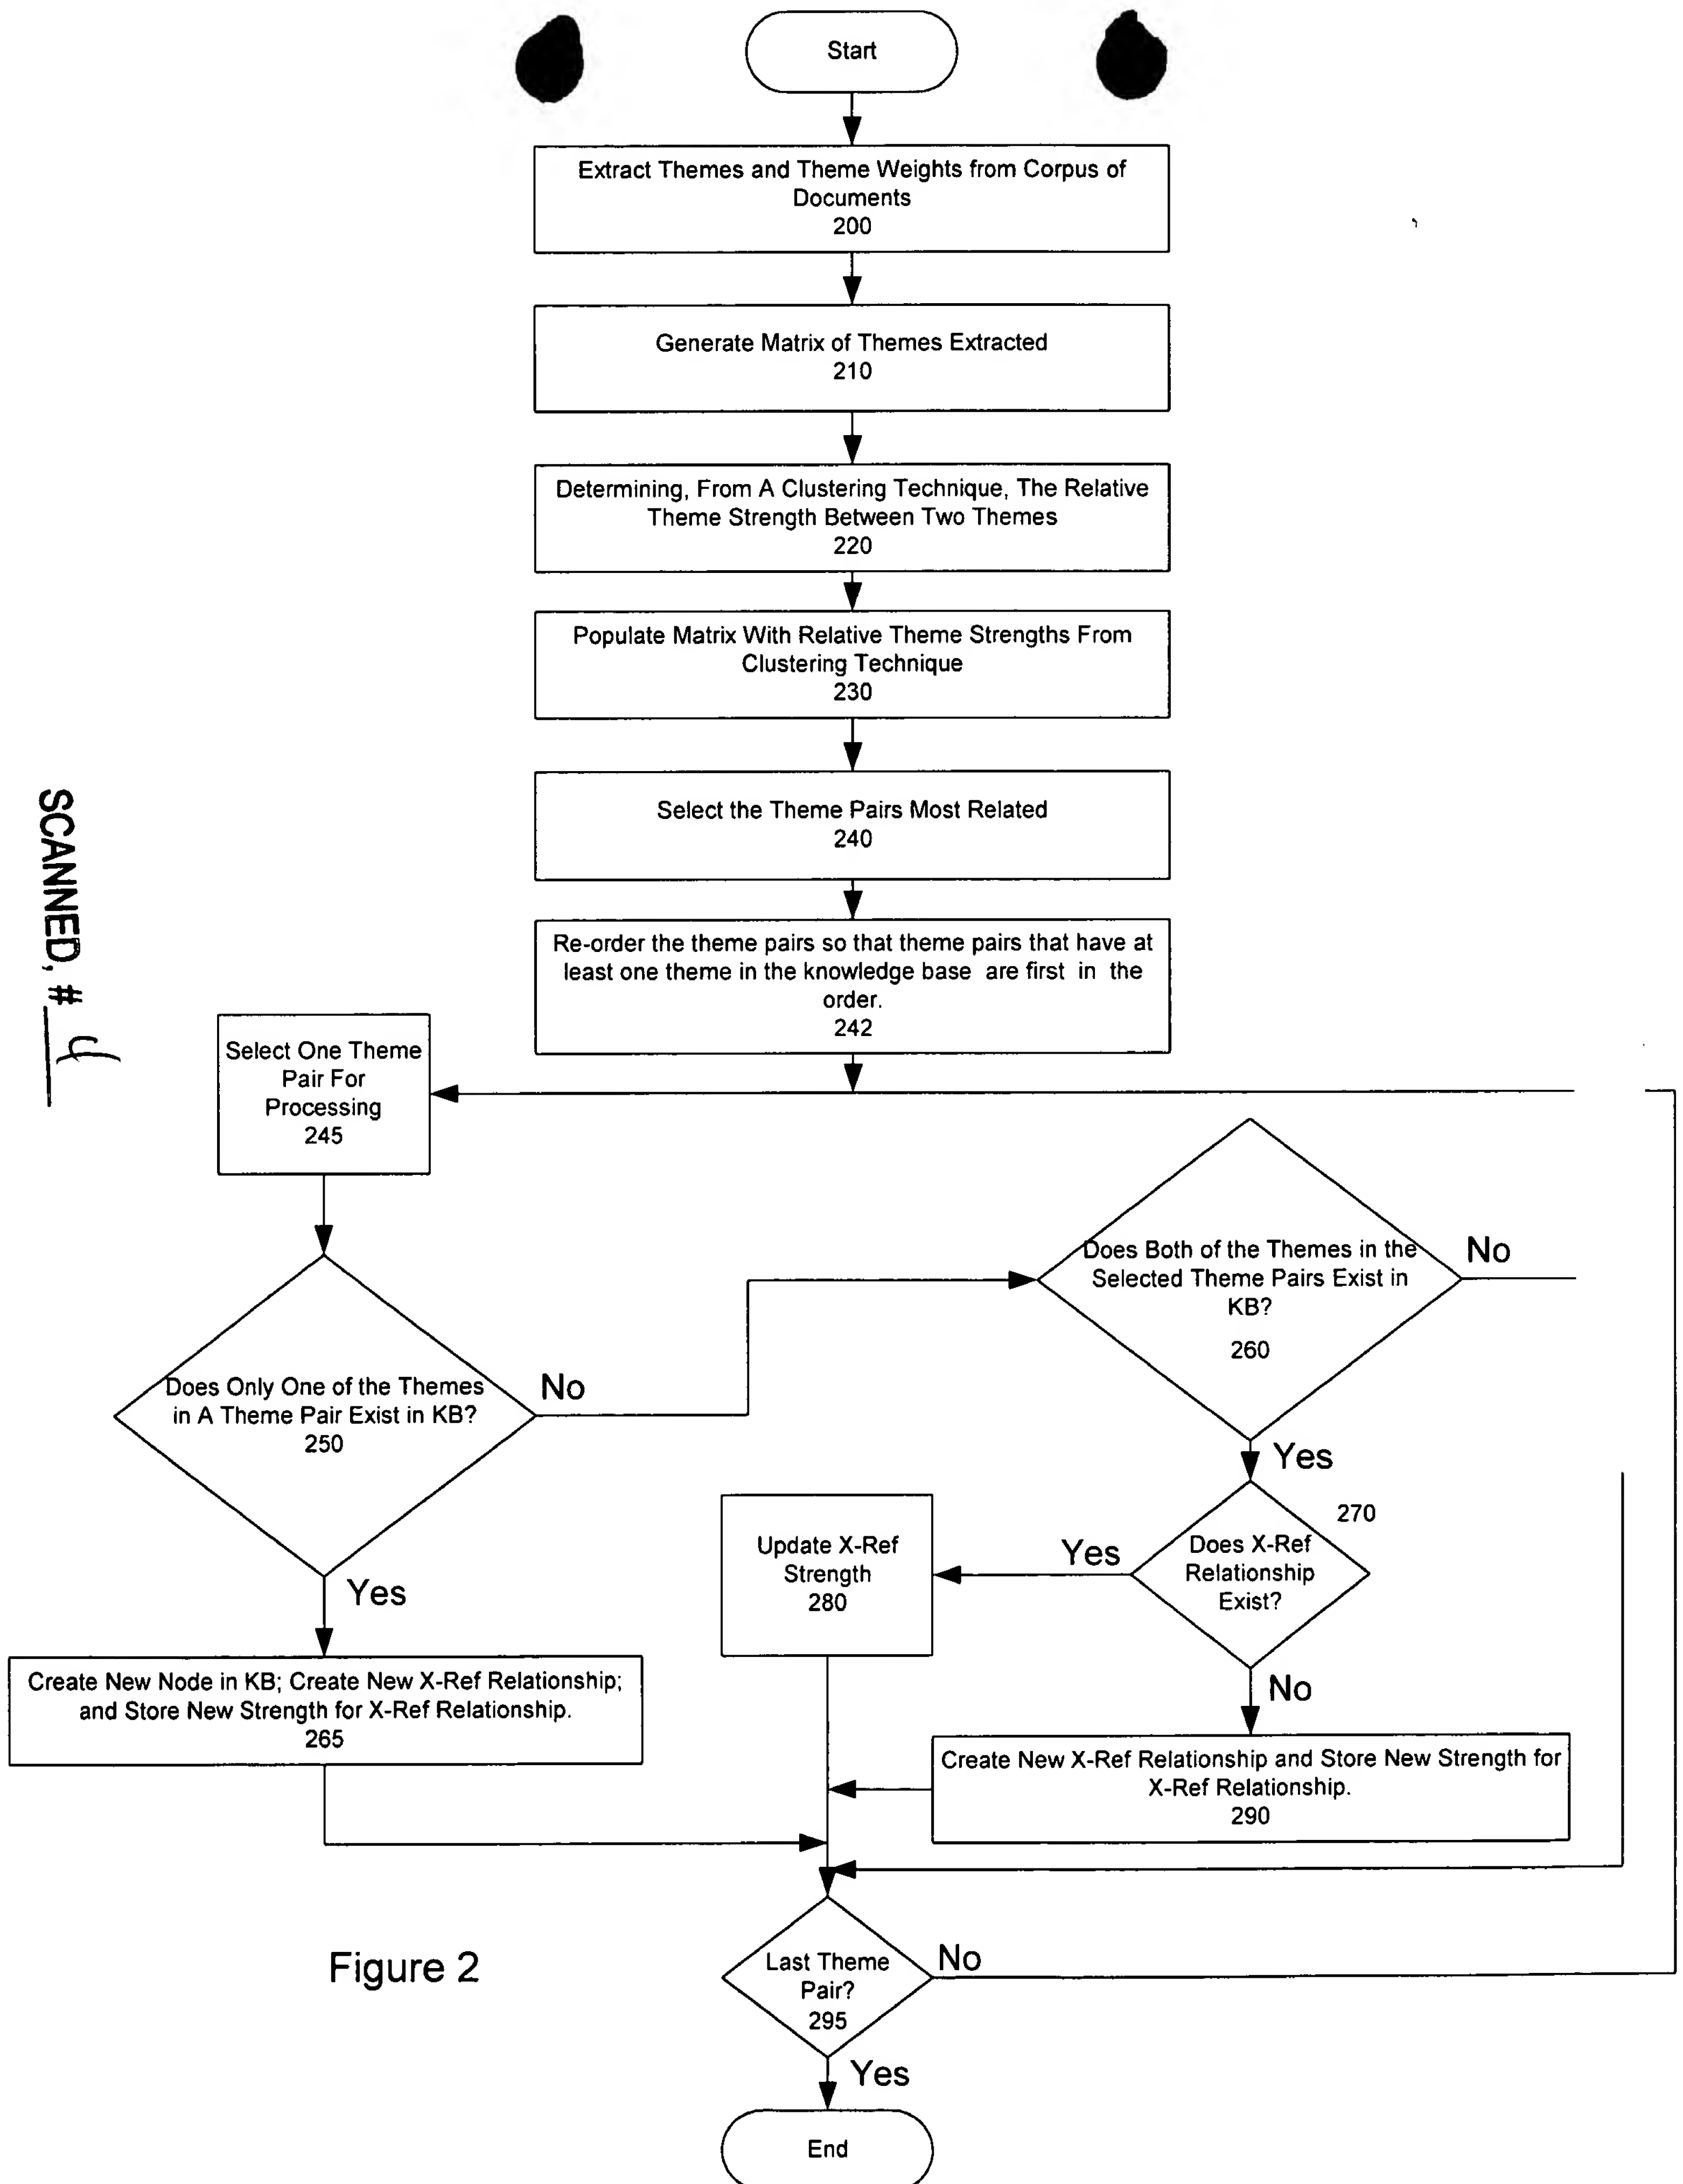 Start
Extract Themes and Theme Weights from Corpus of
Documents
200
Generate Matrix of Themes Extracted
210
Determining, From A Clustering Technique, The Relative
Theme Strength Between Two Themes
220
Populate Matrix With Relative Theme Strengths From
Clustering Technique
230
Select the Theme Pairs Most Related
240
SCANNED, # 4
Re-order the theme pairs so that theme pairs that have at
least one theme in the knowledge base are first in the
order.
242
Select One Theme
Pair For
Processing
245
Does Both of the Themes in the
Selected Theme Pairs Exist in
KB?
260
No
Does Only One of the Themes
in A Theme Pair Exist in KB?
250
No
Yes
Yes
270
Does X-Ref
Relationship
Exist?
Yes
Update X-Ref
Strength
280
No
Create New Node in KB; Create New X-Ref Relationship;
and Store New Strength for X-Ref Relationship.
265
Create New X-Ref Relationship and Store New Strength for
X-Ref Relationship.
290
Figure 2
Last Theme
Pair?
295
No
Yes
End